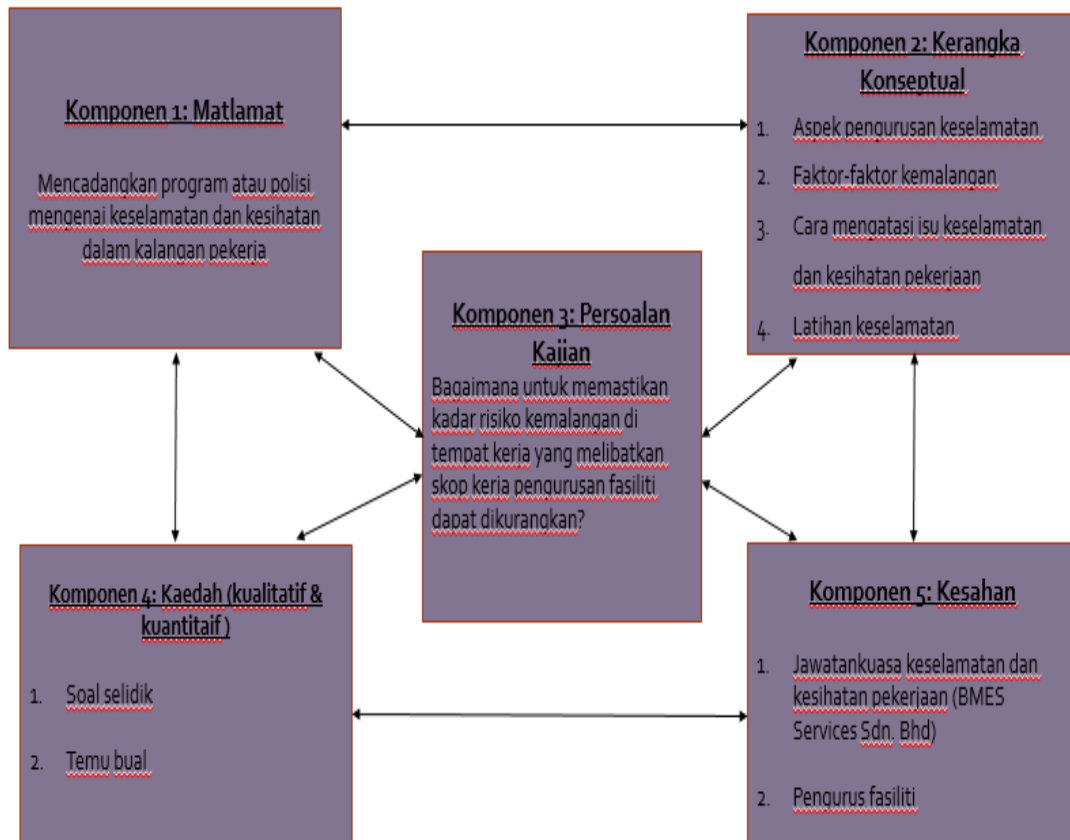 Komponen 1: Matlamat
Mencadangkan program atau polisi
mengenai keselamatan dan kesihatan
dalam kalangan pekerja
Komponen 2: Kerangka
Konseptual
1. Aspek pengurusan keselamatan
2. Faktor-faktor kemalangan
3. Cara mengatasi isu keselamatan
dan kesihatan pekerjaan
4. Latihan keselamatan
Komponen 3: Persoalan
Kajian
Bagaimana untuk memastikan
kadar risiko kemalangan di
tempat kerja yang melibatkan
skop kerja pengurusan fasiliti
dapat dikurangkan?
Komponen 4: Kaedah (kualitatif &
kuantitaif )
1. Soal selidik
2. Temu bual
Komponen 5: Kesahan
1. Jawatankuasa keselamatan dan
kesihatan pekerjaan (BMES
Services Sdn. Bhd)
2. Pengurus fasiliti